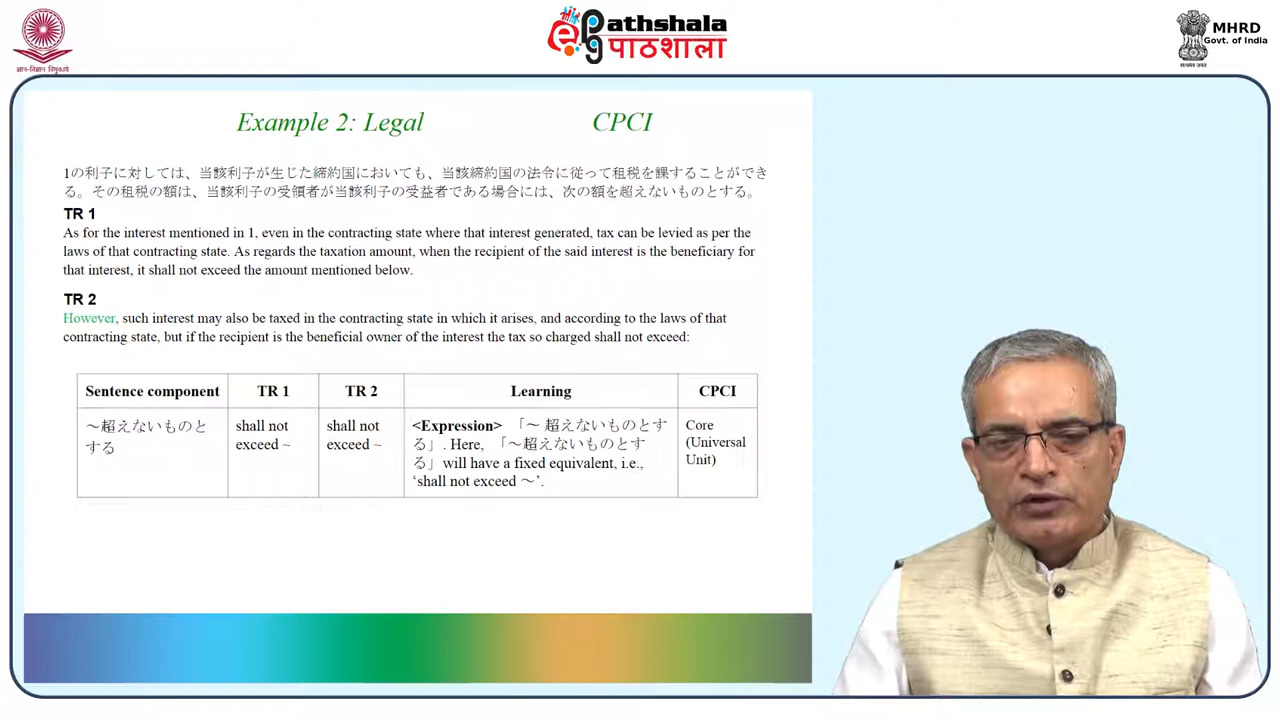 ज्ञान-विज्ञान विमुक्तये
epg Pathshala
पाठशाला
MHRD
Govt. of India
सत्यमेव जयते
Example 2: Legal CPCI
1の利子に対しては、当該利子が生じた締約国においても、当該締約国の法令に従って租税を課することができ
る。その租税の額は、当該利子の受領者が当該利子の受益者である場合には、次の額を超えないものとする。
TR 1
As for the interest mentioned in 1, even in the contracting state where that interest generated, tax can be levied as per the
laws of that contracting state. As regards the taxation amount, when the recipient of the said interest is the beneficiary for
that interest, it shall not exceed the amount mentioned below.
TR 2
However, such interest may also be taxed in the contracting state in which it arises, and according to the laws of that
contracting state, but if the recipient is the beneficial owner of the interest the tax so charged shall not exceed:
Sentence component TR 1 TR 2 Learning CPCI
～超えないものと
する
shall not
exceed ~
shall not
exceed ~
<Expression> 「～ 超えないものとす
る」. Here, 「～超えないものとす
る」will have a fixed equivalent, i.e.,
‘shall not exceed ～’.
Core
(Universal
Unit)